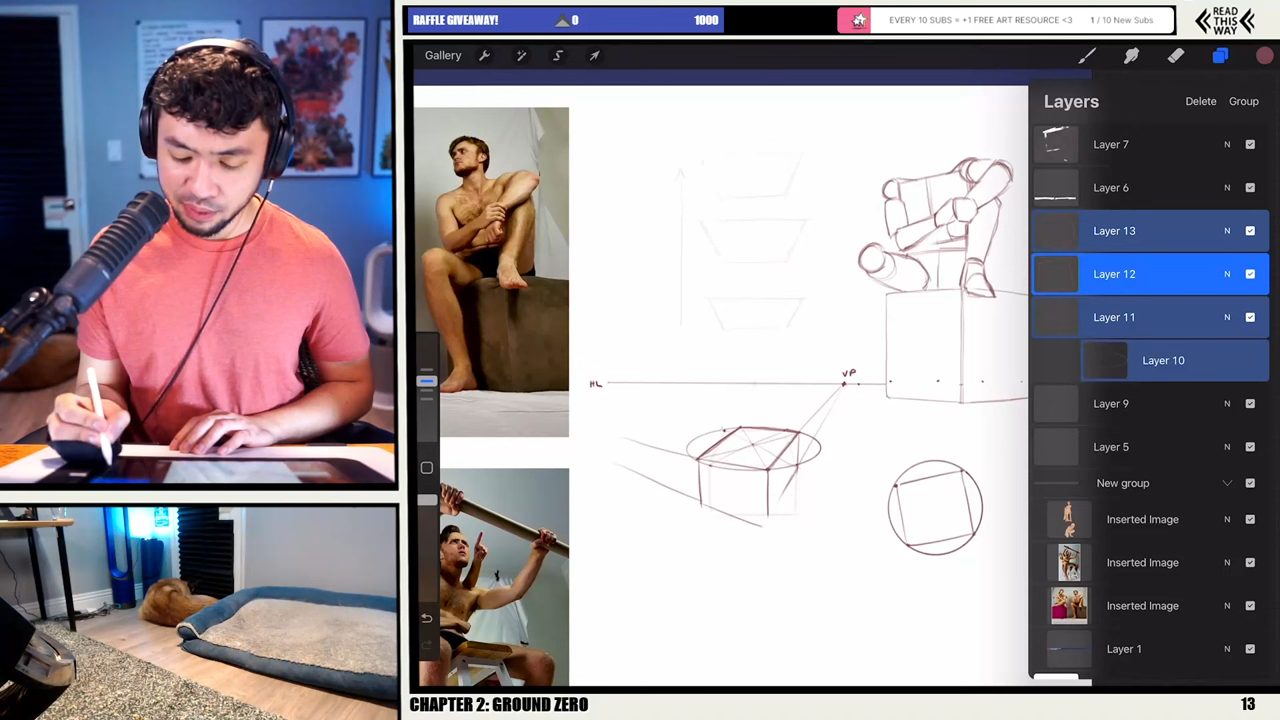 RAFFLE GIVEAWAY!
0
1000
EVERY 10 SUBS = +1 FREE ART RESOURCE <3
1 / 10 New Subs
READ
THIS
WAY
Gallery
Layers
Delete
Group
Layer 7
N
Layer 6
N
Layer 13
N
Layer 12
N
Layer 11
N
Layer 10
Layer 9
N
Layer 5
N
New group
Inserted Image
N
Inserted Image
N
Inserted Image
N
Layer 1
N
HL
VP
CHAPTER 2: GROUND ZERO
13